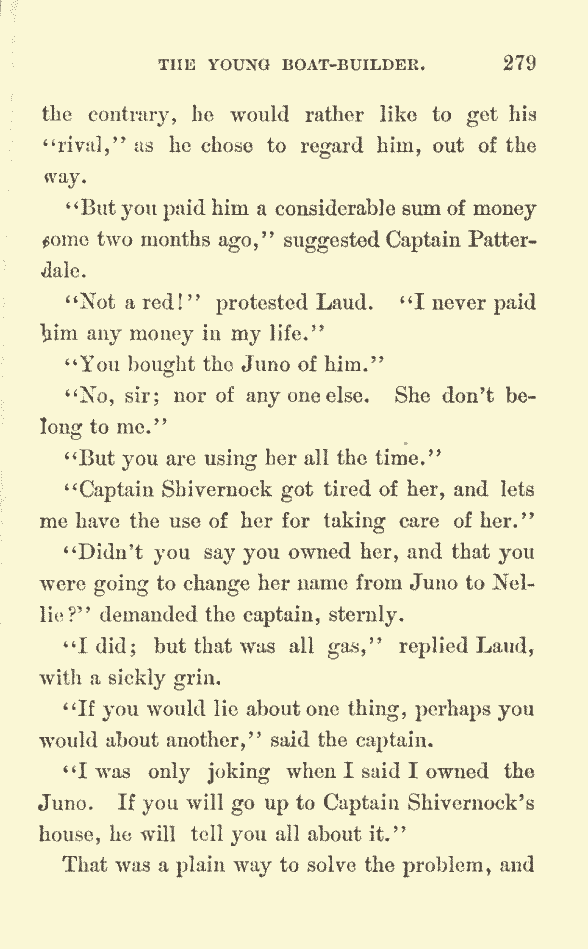 THE YOUNG BOAT-BUILDER. 279
the contrary, he would rather like to get his
“rival,” as he chose to regard him, out of the
way.
“But you paid him a considerable sum of money
some two months ago,” suggested Captain Patter-
dale.
“Not a red!” protested Laud. “I never paid
him any money in my life.”
“You bought the Juno of him.”
“No, sir; nor of any one else. She don’t be-
long to me.”
“But you are using her all the time.”
“Captain Shivernock got tired of her, and lets
me have the use of her for taking care of her.”
“Didn’t you say you owned her, and that you
were going to change her name from Juno to Nel-
lie?” demanded the captain, sternly.
“I did; but that was all gas,” replied Laud,
with a sickly grin.
“If you would lie about one thing, perhaps you
would about another,” said the captain.
“I was only joking when I said I owned the
Juno. If you will go up to Captain Shivernock’s
house, he will tell you all about it.”
That was a plain way to solve the problem, and